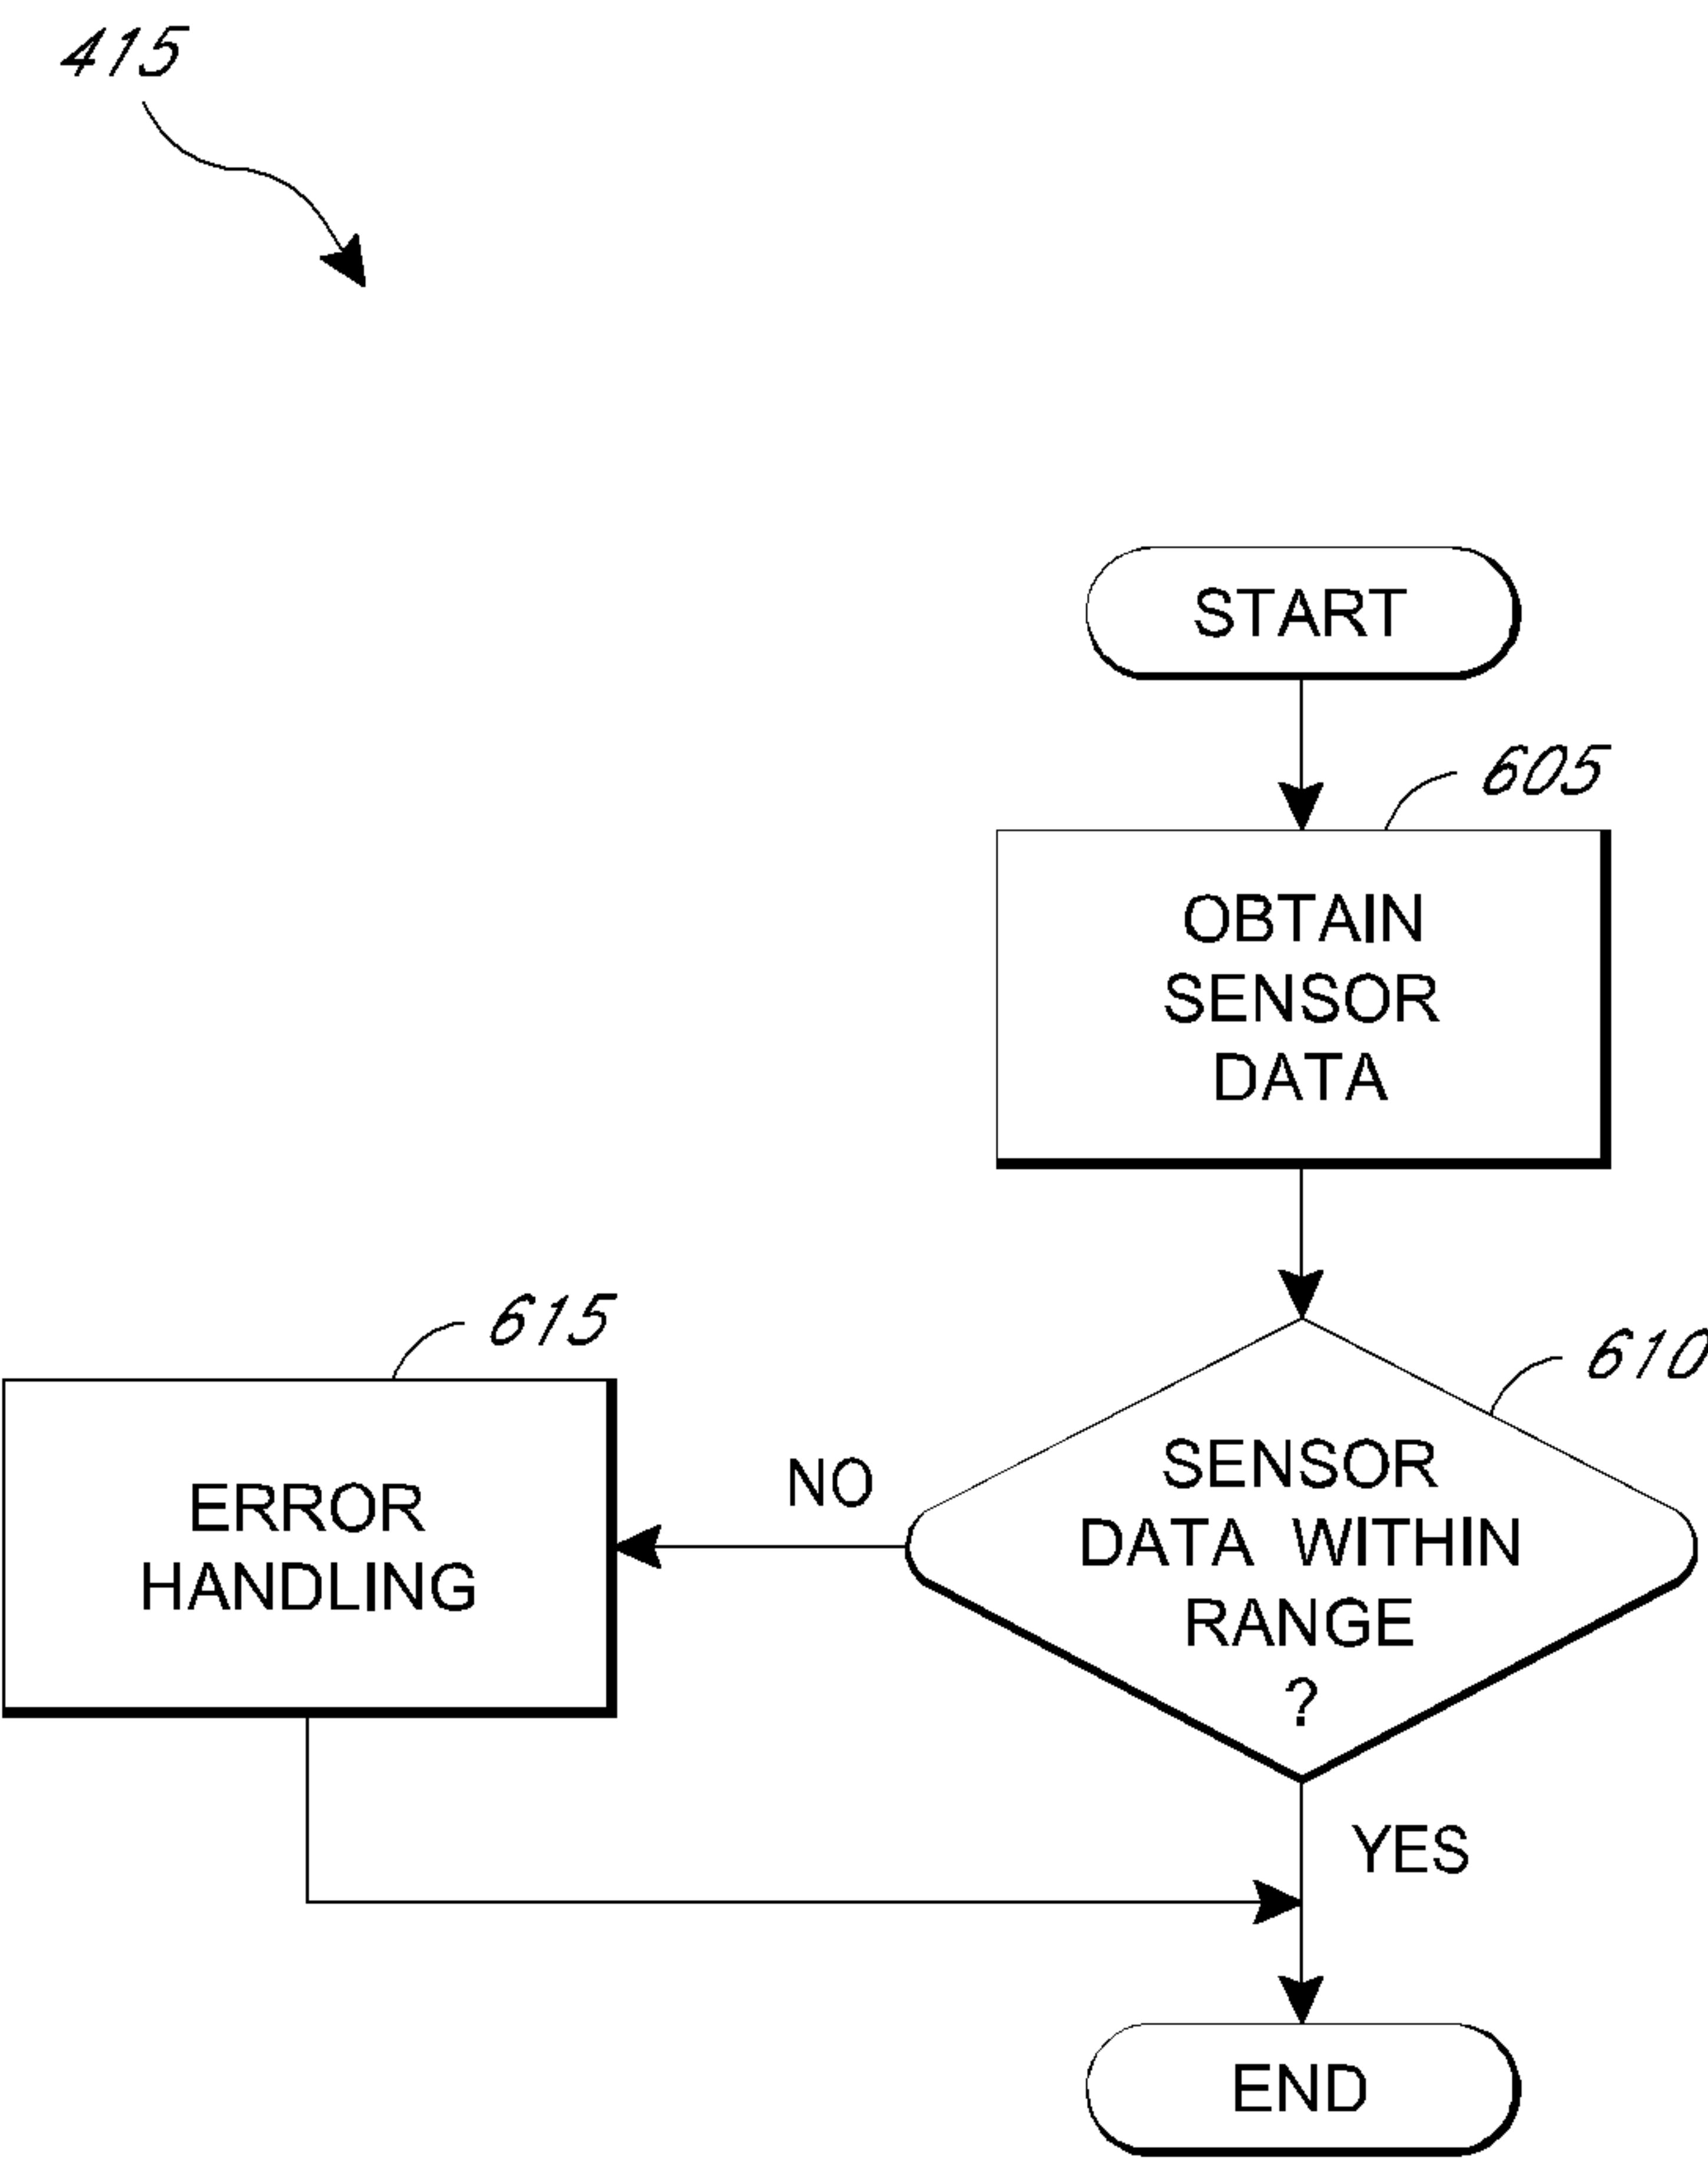 415
START
605
OBTAIN
SENSOR
DATA
615
610
SENSOR
DATA WITHIN
RANGE
?
NO
ERROR
HANDLING
YES
END